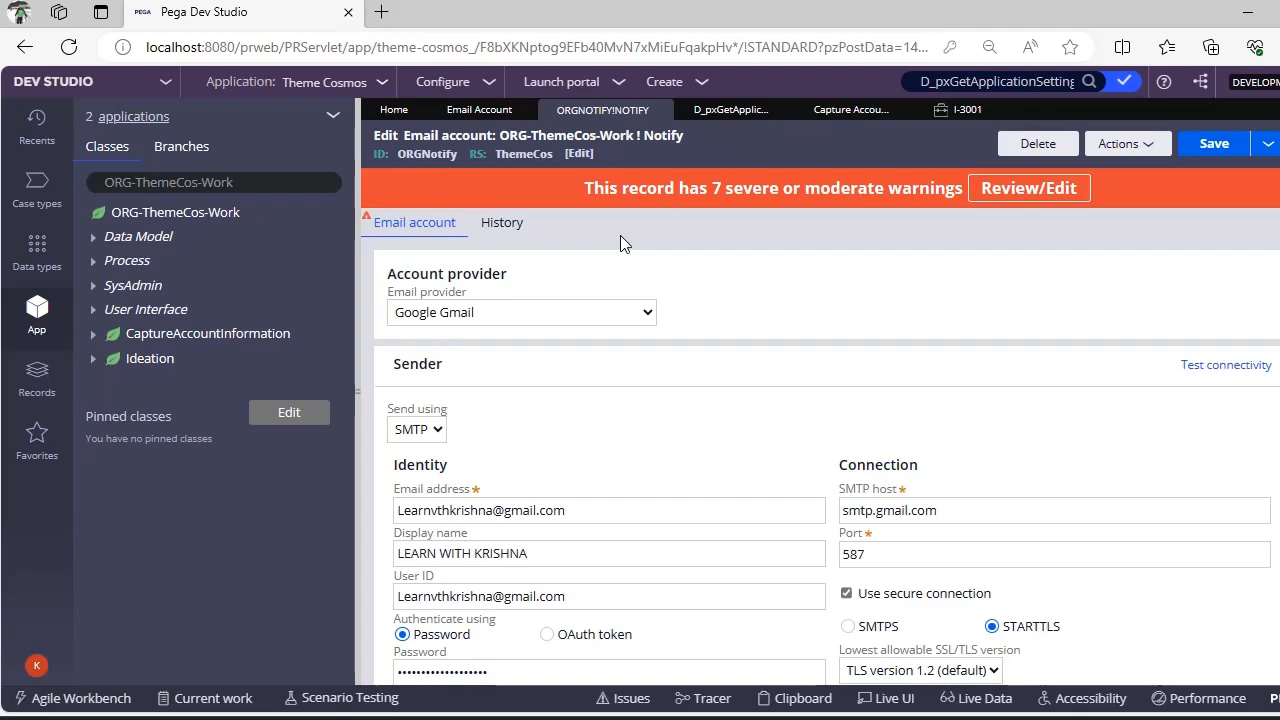 PEGA Pega Dev Studio
localhost:8080/prweb/PRServlet/app/theme-cosmos_/F8bXKNptog9EFb40MvN7xMiEuFqakpHv*/!STANDARD?pzPostData=14...
DEV STUDIO
Application: Theme Cosmos
Configure
Launch portal
Create
D_pxGetApplicationSetting
DEVELOPM
Recents
Case types
Data types
App
Records
Favorites
K
2 applications
Classes
Branches
ORG-ThemeCos-Work
ORG-ThemeCos-Work
Data Model
Process
SysAdmin
User Interface
CaptureAccountInformation
Ideation
Pinned classes
Edit
You have no pinned classes
Home
Email Account
ORGNOTIFY!NOTIFY
D_pxGetApplic...
Capture Accou...
I-3001
Edit Email account: ORG-ThemeCos-Work ! Notify
ID: ORGNotify RS: ThemeCos [Edit]
Delete
Actions
Save
This record has 7 severe or moderate warnings Review/Edit
Email account
History
Account provider
Email provider
Google Gmail
Sender
Test connectivity
Send using
SMTP
Identity
Email address*
Learnvthkrishna@gmail.com
Display name
LEARN WITH KRISHNA
User ID
Learnvthkrishna@gmail.com
Authenticate using
Password
OAuth token
Password
•••••••••••••••••••
Connection
SMTP host*
smtp.gmail.com
Port*
587
Use secure connection
SMTPS
STARTTLS
Lowest allowable SSL/TLS version
TLS version 1.2 (default)
Agile Workbench
Current work
Scenario Testing
Issues
Tracer
Clipboard
Live UI
Live Data
Accessibility
Performance